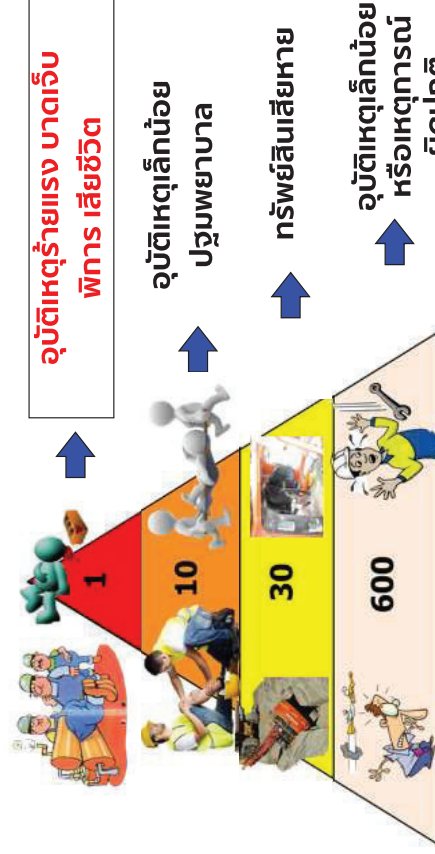 อุบัติเหตุร้ายแรง บาดเจ็บ
พิการ เสียชีวิต
1
อุบัติเหตุเล็กน้อย
ปฐมพยาบาล
10
ทรัพย์สินเสียหาย
30
อุบัติเหตุเล็กน้อย
หรือเหตุการณ์
600